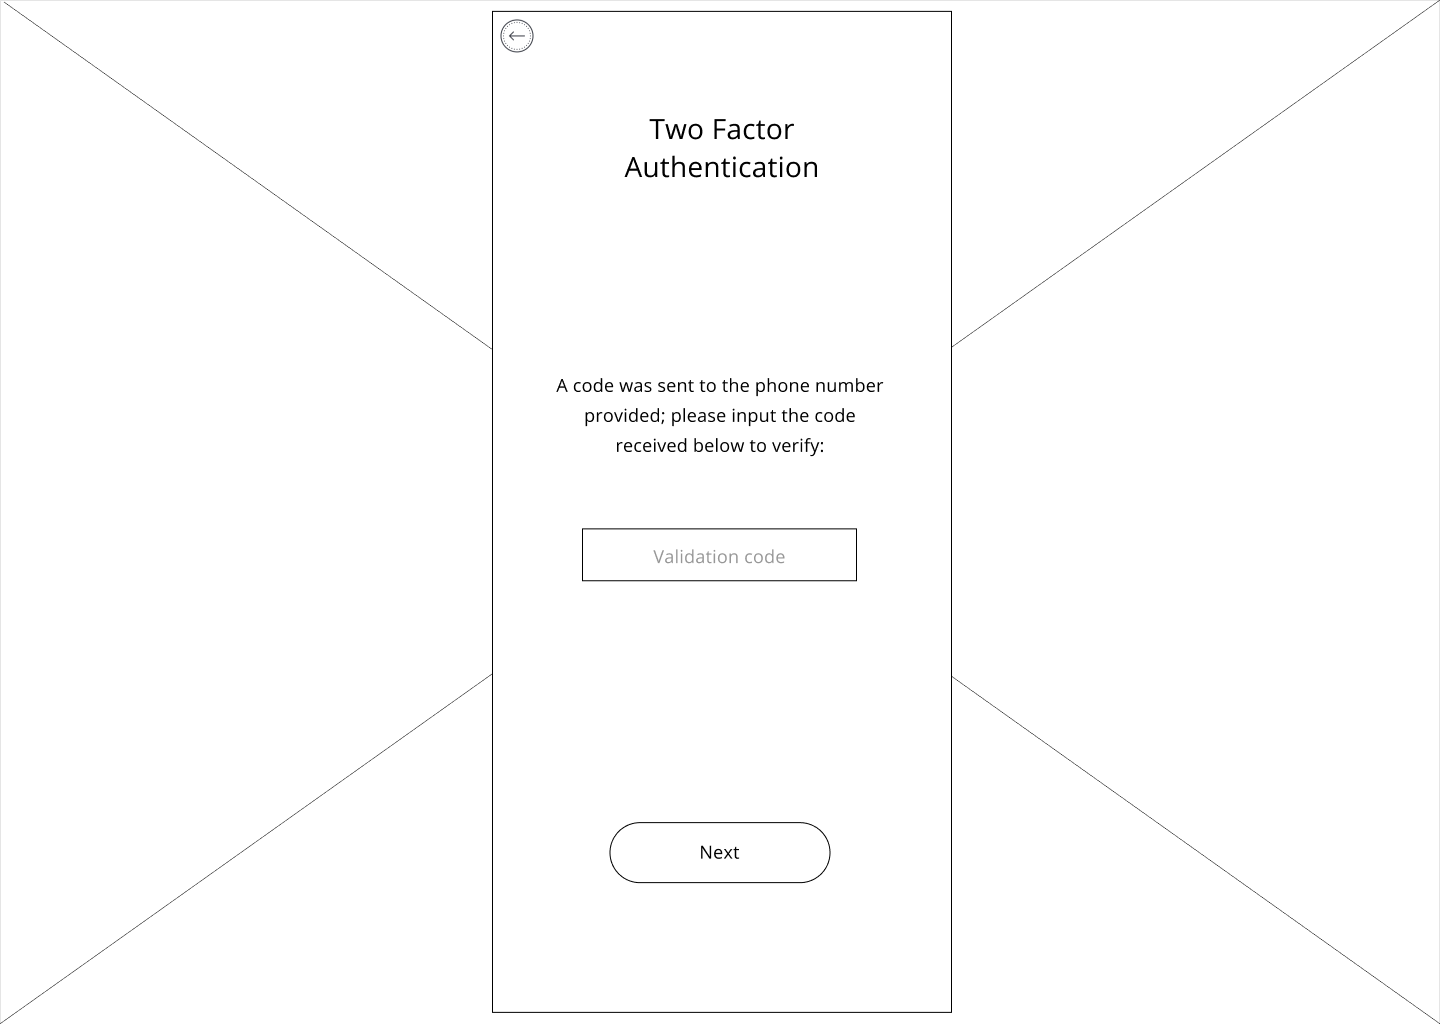 Two Factor
Authentication
A code was sent to the phone number
provided; please input the code
received below to verify:
Validation code
Next